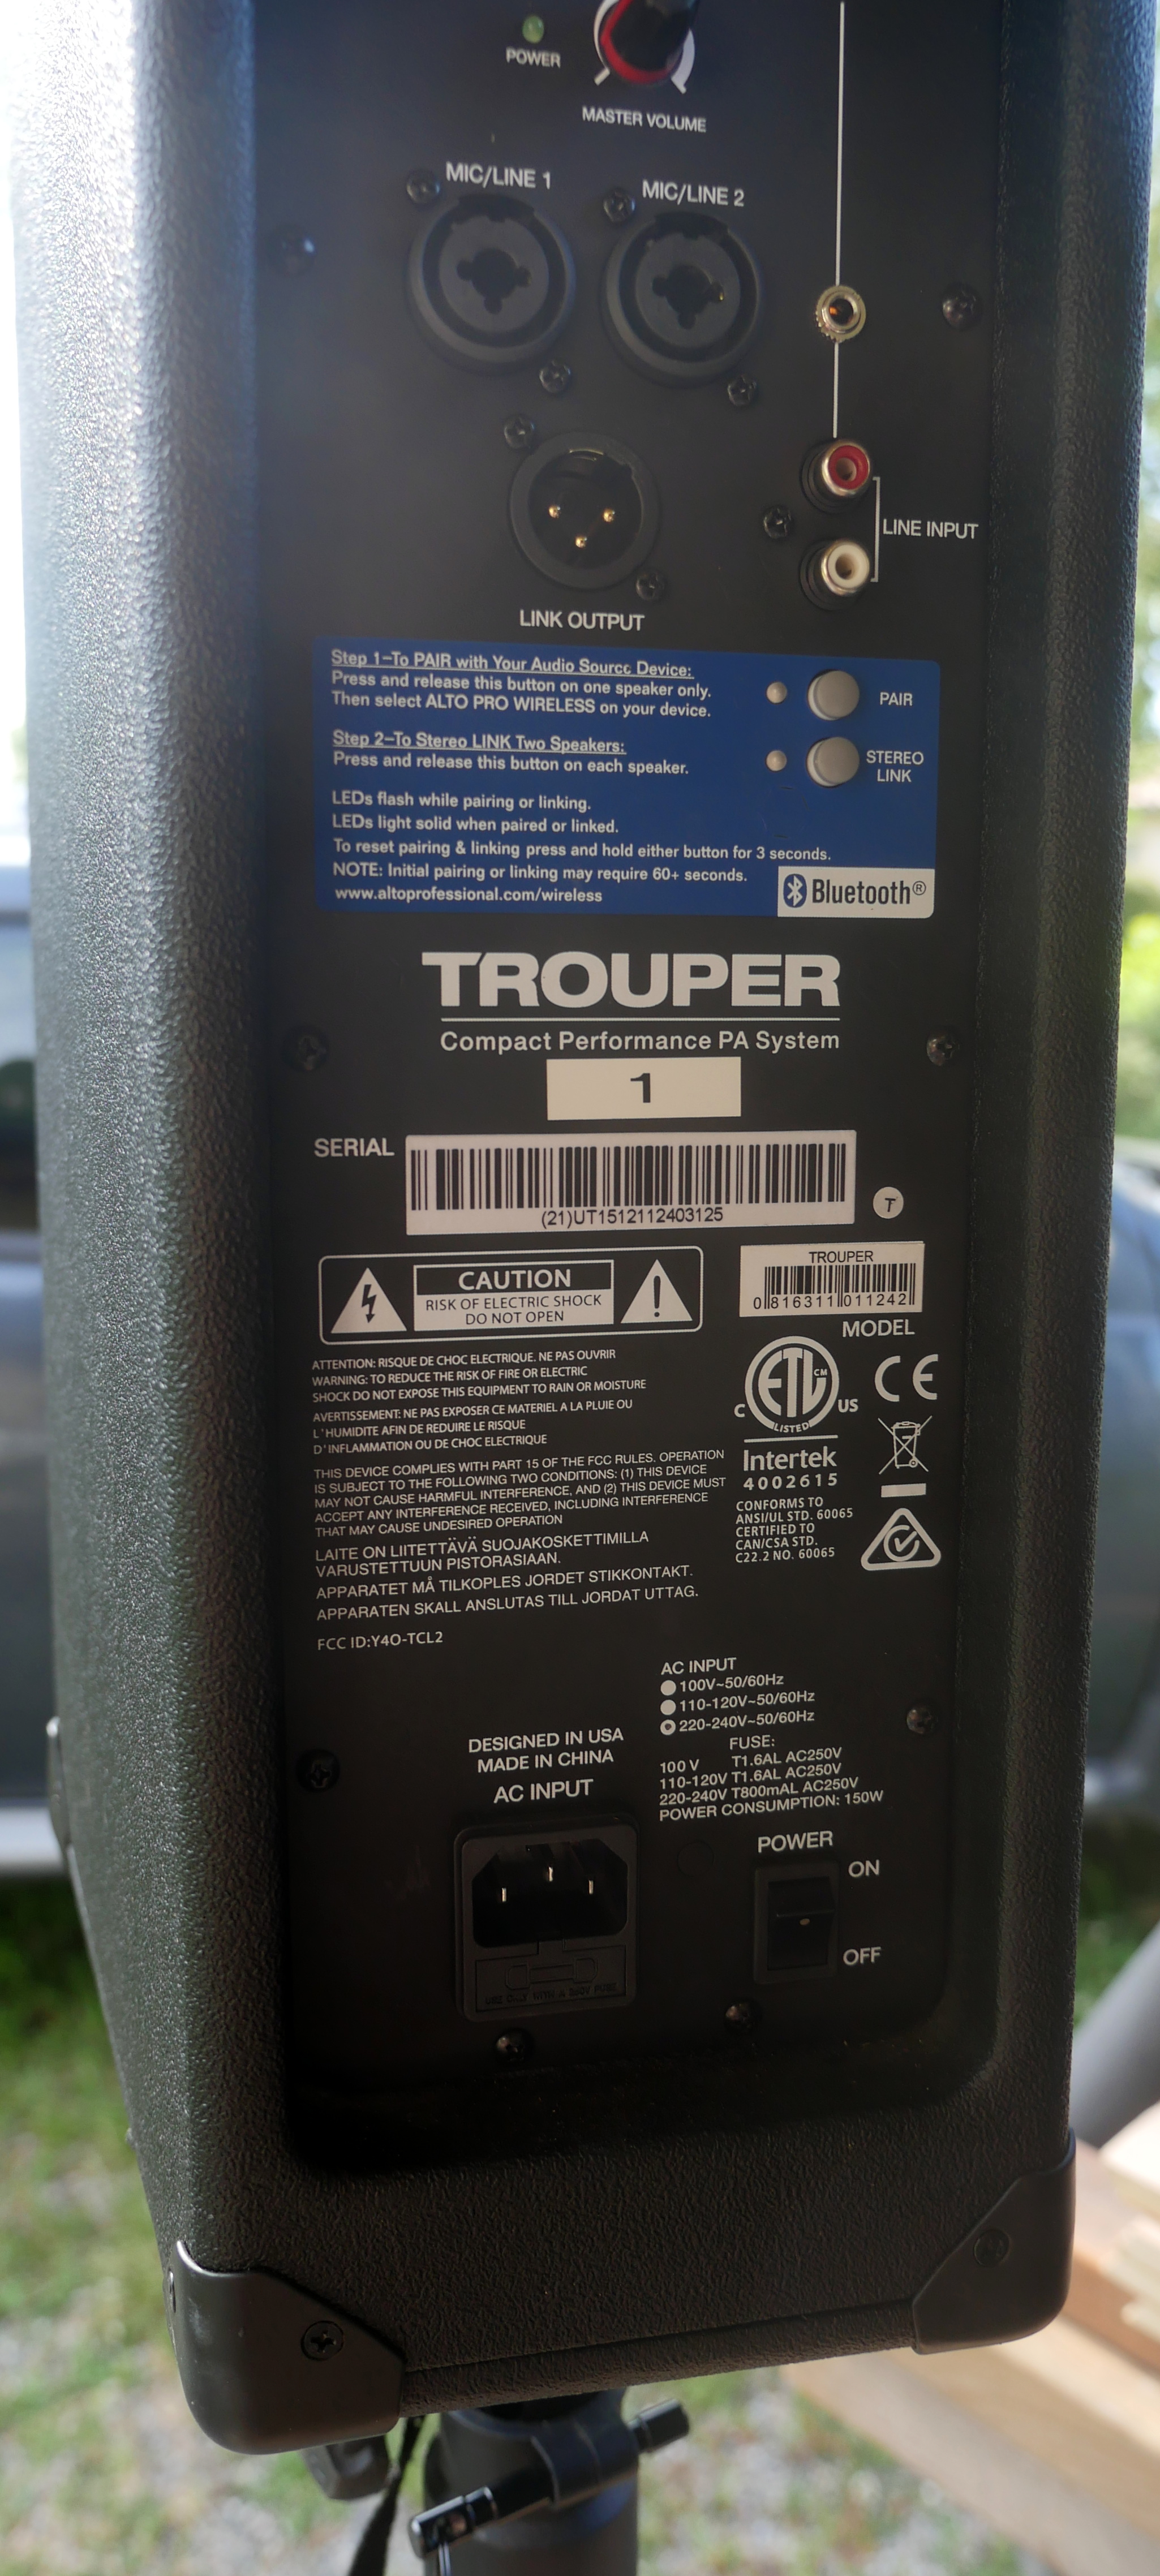 POWER
MASTER VOLUME
MIC/LINE 1
MIC/LINE 2
LINE INPUT
LINK OUTPUT
Step 1–To PAIR with Your Audio Source Device:
Press and release this button on one speaker only.
Then select ALTO PRO WIRELESS on your device.
PAIR
Step 2–To Stereo LINK Two Speakers:
Press and release this button on each speaker.
STEREO
LINK
LEDs flash while pairing or linking.
LEDs light solid when paired or linked.
To reset pairing & linking press and hold either button for 3 seconds.
NOTE: Initial pairing or linking may require 60+ seconds.
www.altoprofessional.com/wireless
Bluetooth®
TROUPER
Compact Performance PA System
1
SERIAL
(21)UT1512112403125
T
CAUTION
RISK OF ELECTRIC SHOCK
DO NOT OPEN
TROUPER
0 816311 011242
MODEL
ATTENTION: RISQUE DE CHOC ELECTRIQUE. NE PAS OUVRIR
WARNING: TO REDUCE THE RISK OF FIRE OR ELECTRIC
SHOCK DO NOT EXPOSE THIS EQUIPMENT TO RAIN OR MOISTURE
AVERTISSEMENT: NE PAS EXPOSER CE MATERIEL A LA PLUIE OU
L'HUMIDITE AFIN DE REDUIRE LE RISQUE
D'INFLAMMATION OU DE CHOC ELECTRIQUE
THIS DEVICE COMPLIES WITH PART 15 OF THE FCC RULES. OPERATION
IS SUBJECT TO THE FOLLOWING TWO CONDITIONS: (1) THIS DEVICE
MAY NOT CAUSE HARMFUL INTERFERENCE, AND (2) THIS DEVICE MUST
ACCEPT ANY INTERFERENCE RECEIVED, INCLUDING INTERFERENCE
THAT MAY CAUSE UNDESIRED OPERATION
LAITE ON LIITETTÄVÄ SUOJAKOSKETTIMILLA
VARUSTETTUUN PISTORASIAAN.
APPARATET MÅ TILKOPLES JORDET STIKKONTAKT.
APPARATEN SKALL ANSLUTAS TILL JORDAT UTTAG.
FCC ID:Y4O-TCL2
ETL CM
C LISTED US
Intertek
4002615
CE
CONFORMS TO
ANSI/UL STD. 60065
CERTIFIED TO
CAN/CSA STD.
C22.2 NO. 60065
AC INPUT
100V~50/60Hz
110-120V~50/60Hz
220-240V~50/60Hz
FUSE:
100 V T1.6AL AC250V
110-120V T1.6AL AC250V
220-240V T800mAL AC250V
POWER CONSUMPTION: 150W
DESIGNED IN USA
MADE IN CHINA
AC INPUT
POWER
ON
OFF